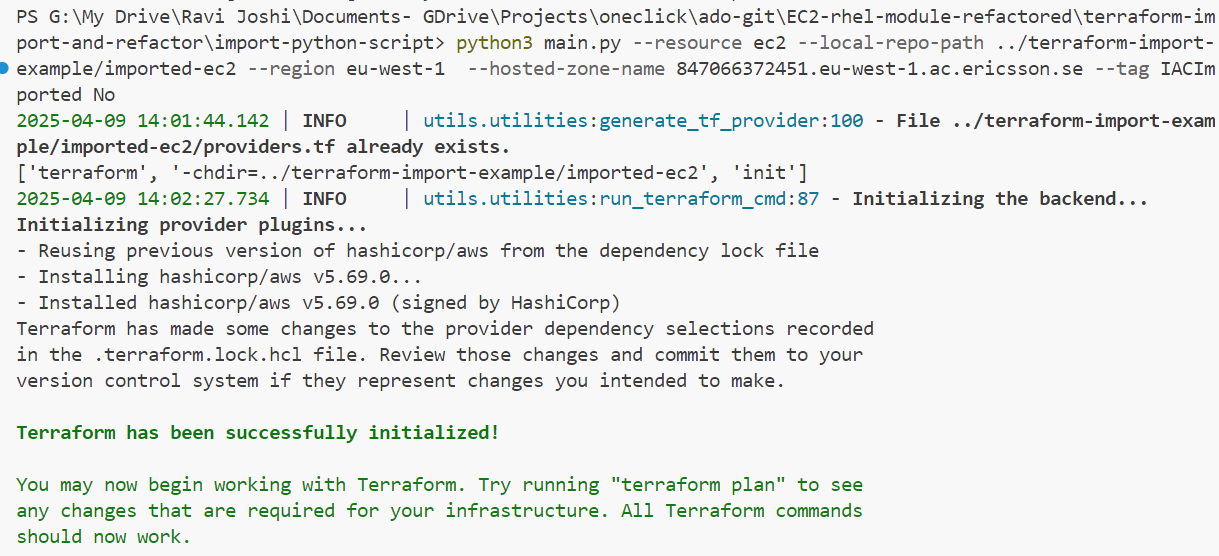 PS G:\My Drive\Ravi Joshi\Documents- GDrive\Projects\oneclick\ado-git\EC2-rhel-module-refactored\terraform-im
port-and-refactor\import-python-script> python3 main.py --resource ec2 --local-repo-path ../terraform-import-
example/imported-ec2 --region eu-west-1  --hosted-zone-name 847066372451.eu-west-1.ac.ericsson.se --tag IACIm
ported No
2025-04-09 14:01:44.142 | INFO     | utils.utilities:generate_tf_provider:100 - File ../terraform-import-exam
ple/imported-ec2/providers.tf already exists.
['terraform', '-chdir=../terraform-import-example/imported-ec2', 'init']
2025-04-09 14:02:27.734 | INFO     | utils.utilities:run_terraform_cmd:87 - Initializing the backend...
Initializing provider plugins...
- Reusing previous version of hashicorp/aws from the dependency lock file
- Installing hashicorp/aws v5.69.0...
- Installed hashicorp/aws v5.69.0 (signed by HashiCorp)
Terraform has made some changes to the provider dependency selections recorded
in the .terraform.lock.hcl file. Review those changes and commit them to your
version control system if they represent changes you intended to make.
Terraform has been successfully initialized!
You may now begin working with Terraform. Try running "terraform plan" to see
any changes that are required for your infrastructure. All Terraform commands
should now work.